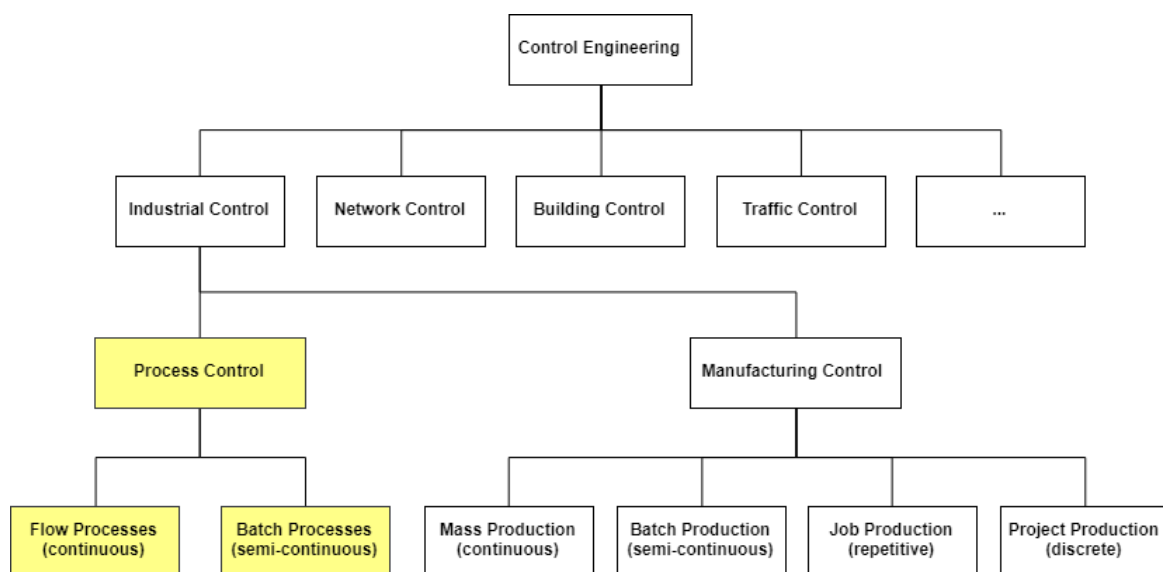 Control Engineering
Industrial Control
Network Control
Building Control
Traffic Control
...
Process Control
Manufacturing Control
Flow Processes
(continuous)
Batch Processes
(semi-continuous)
Mass Production
(continuous)
Batch Production
(semi-continuous)
Job Production
(repetitive)
Project Production
(discrete)